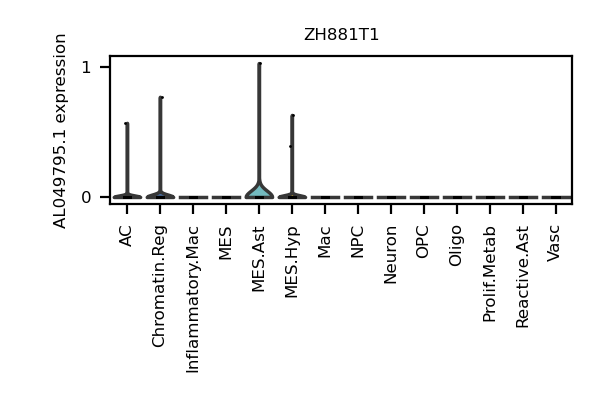 ZH881T1
AL049795.1 expression
1
0
AC
Chromatin.Reg
Inflammatory.Mac
MES
MES.Ast
MES.Hyp
Mac
NPC
Neuron
OPC
Oligo
Prolif.Metab
Reactive.Ast
Vasc